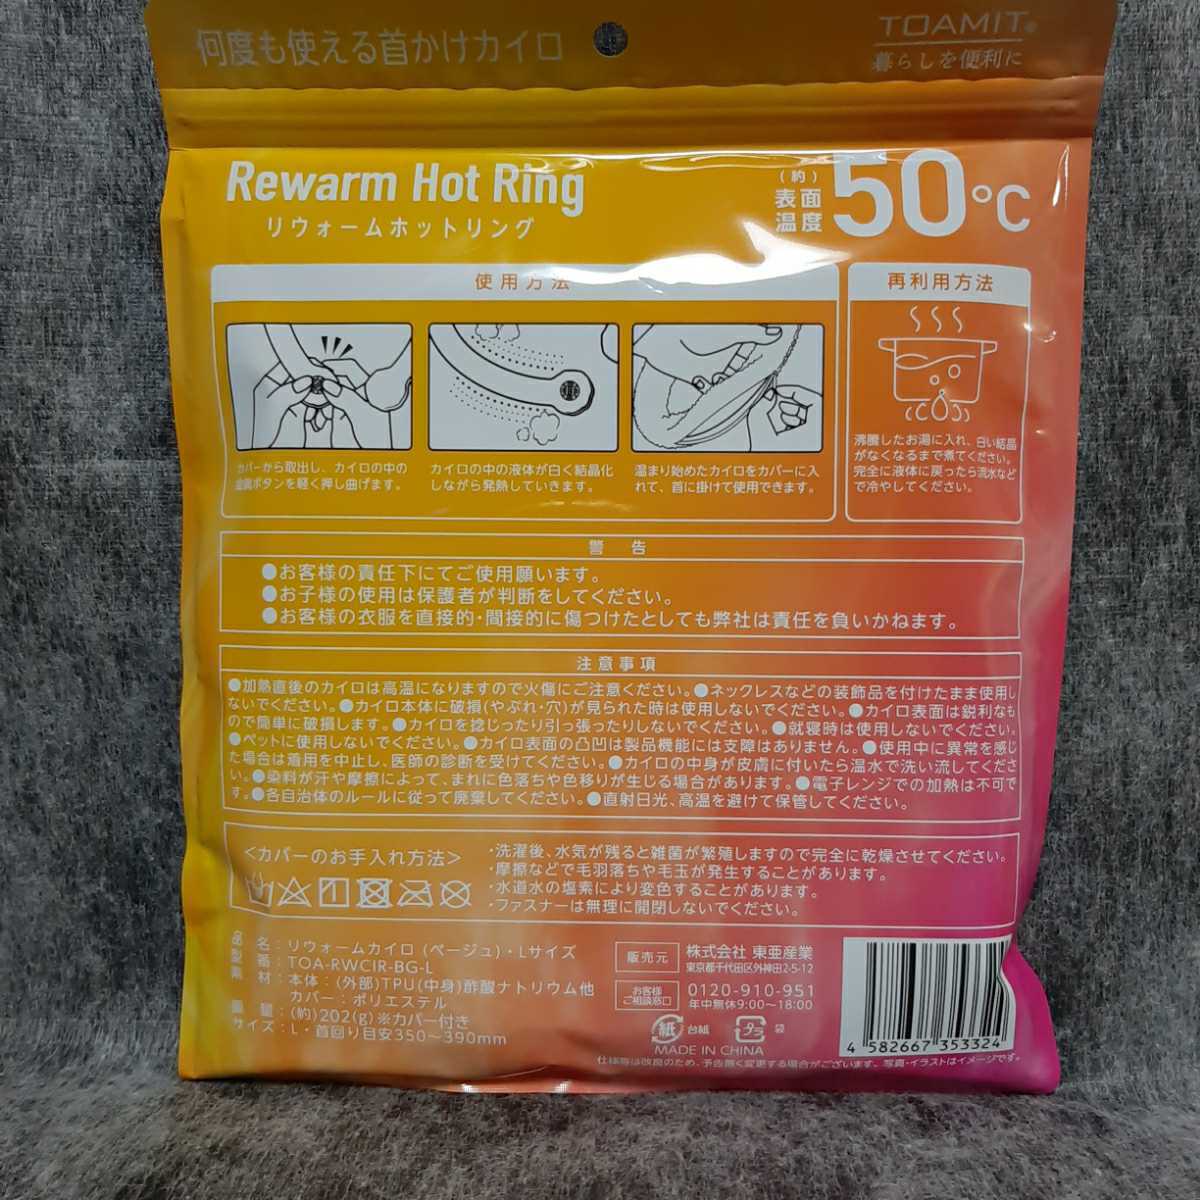 何度も使える首かけカイロ
TOAMIT®
暮らしを便利に
Rewarm Hot Ring
リウォームホットリング
(約)
表面
温度
50℃
使用方法
カバーから取出し、カイロの中の
金属ボタンを軽く押し曲げます。
カイロの中の液体が白く結晶化
しながら発熱していきます。
温まり始めたカイロをカバーに入
れて、首に掛けて使用できます。
再利用方法
沸騰したお湯に入れ、白い結晶
がなくなるまで煮てください。
完全に液体に戻ったら流水など
で冷やしてください。
警 告
●お客様の責任下にてご使用願います。
●お子様の使用は保護者が判断をしてください。
●お客様の衣服を直接的・間接的に傷つけたとしても弊社は責任を負いかねます。
注意事項
●加熱直後のカイロは高温になりますので火傷にご注意ください。●ネックレスなどの装飾品を付けたまま使用し
ないでください。●カイロ本体に破損(やぶれ・穴)が見られた時は使用しないでください。●カイロ表面は鋭利なも
ので簡単に破損します。●カイロを捻じったり引っ張ったりしないでください。●就寝時は使用しないでください。
●ペットに使用しないでください。●カイロ表面の凸凹は製品機能には支障はありません。●使用中に異常を感じ
た場合は着用を中止し、医師の診断を受けてください。●カイロの中身が皮膚に付いたら温水で洗い流してくださ
い。●染料が汗や摩擦によって、まれに色落ちや色移りが生じる場合があります。●電子レンジでの加熱は不可で
す。●各自治体のルールに従って廃棄してください。●直射日光、高温を避けて保管してください。
<カバーのお手入れ方法>
・洗濯後、水気が残ると雑菌が繁殖しますので完全に乾燥させてください。
・摩擦などで毛羽落ちや毛玉が発生することがあります。
・水道水の塩素により変色することがあります。
・ファスナーは無理に開閉しないでください。
品 名：リウォームカイロ (ベージュ)・Lサイズ
型 番：TOA-RWCIR-BG-L
素 材：本体：(外部)TPU(中身)酢酸ナトリウム他
カバー：ポリエステル
重 量：(約)202(g)※カバー付き
サイズ：L・首回り目安350～390mm
販売元
株式会社 東亜産業
東京都千代田区外神田2-5-12
お客様
ご相談窓口
0120-910-951
年中無休9:00～18:00
紙 台紙
プラ 袋
MADE IN CHINA
4 582667 353324
仕様等は改良のため、予告無く変更する場合がございます。写真・イラストはイメージです。